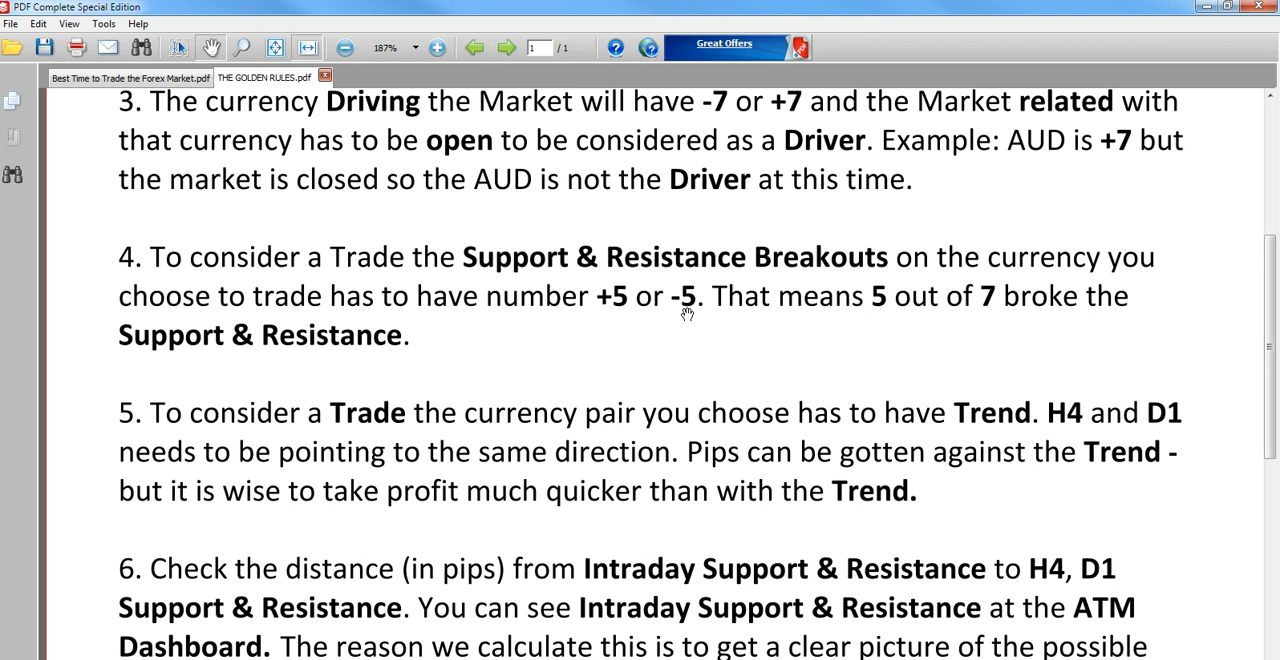 PDF Complete Special Edition
File Edit View Tools Help
187% 1 / 1 Great Offers
Best Time to Trade the Forex Market.pdf THE GOLDEN RULES.pdf
3. The currency Driving the Market will have -7 or +7 and the Market related with
that currency has to be open to be considered as a Driver. Example: AUD is +7 but
the market is closed so the AUD is not the Driver at this time.
4. To consider a Trade the Support & Resistance Breakouts on the currency you
choose to trade has to have number +5 or -5. That means 5 out of 7 broke the
Support & Resistance.
5. To consider a Trade the currency pair you choose has to have Trend. H4 and D1
needs to be pointing to the same direction. Pips can be gotten against the Trend -
but it is wise to take profit much quicker than with the Trend.
6. Check the distance (in pips) from Intraday Support & Resistance to H4, D1
Support & Resistance. You can see Intraday Support & Resistance at the ATM
Dashboard. The reason we calculate this is to get a clear picture of the possible